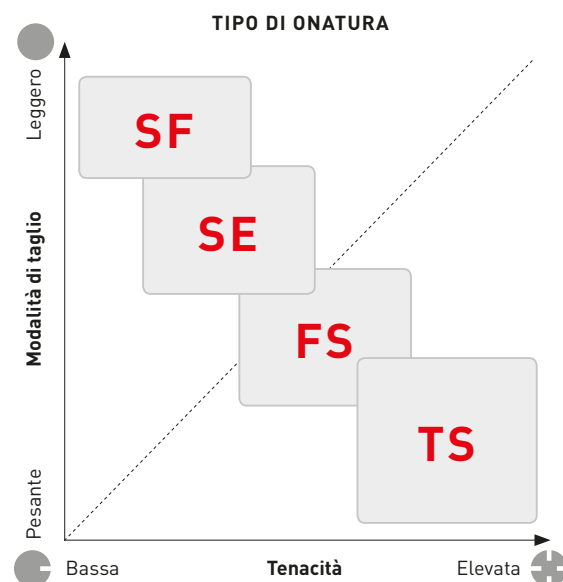 TIPO DI ONATURA
Leggero
SF
SE
Modalità di taglio
FS
TS
Pesante
Bassa
Tenacità
Elevata